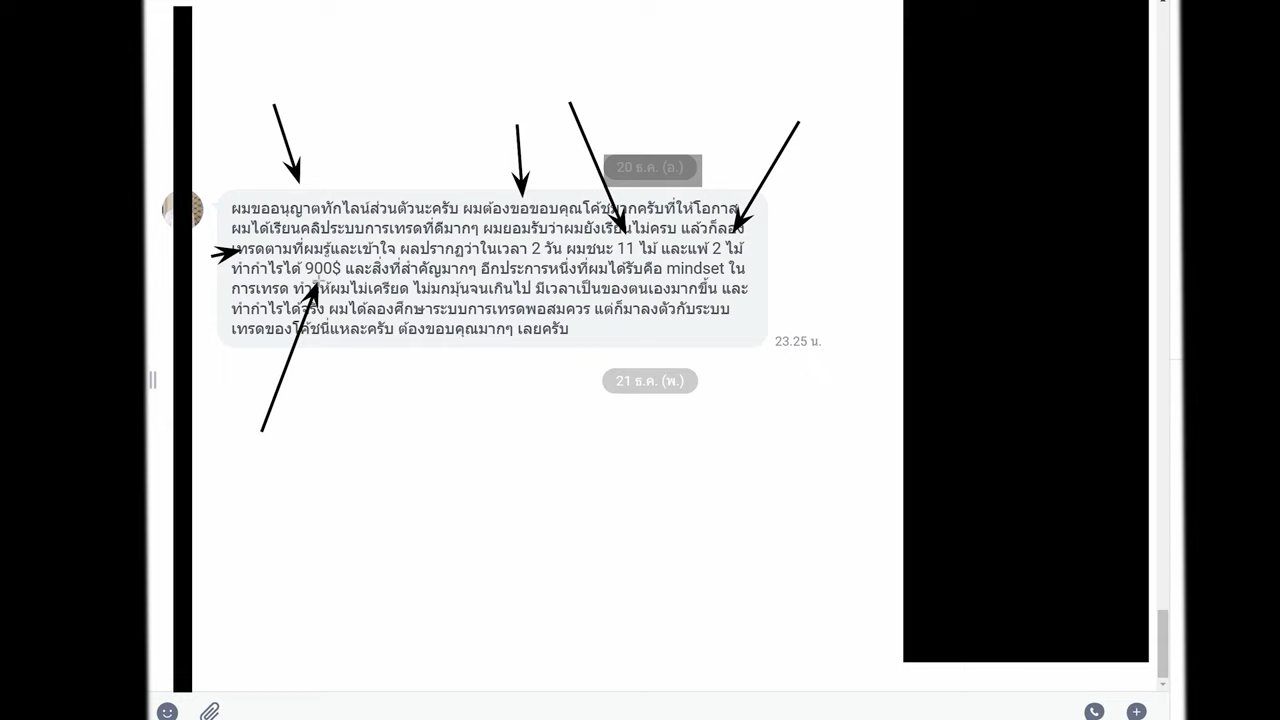 20 ธ.ค. (อ.)
ผมขออนุญาตทักไลน์ส่วนตัวนะครับ ผมต้องขอขอบคุณโค้ชมากครับที่ให้โอกาส
ผมได้เรียนคลิประบบการเทรดที่ดีมากๆ ผมยอมรับว่าผมยังเรียนไม่ครบ แล้วก็ลอง
เทรดตามที่ผมรู้และเข้าใจ ผลปรากฏว่าในเวลา 2 วัน ผมชนะ 11 ไม้ และแพ้ 2 ไม้
ทำกำไรได้ 900$ และสิ่งที่สำคัญมากๆ อีกประการหนึ่งที่ผมได้รับคือ mindset ใน
การเทรด ทำให้ผมไม่เครียด ไม่มกมุ้นจนเกินไป มีเวลาเป็นของตนเองมากขึ้น และ
ทำกำไรได้จริง ผมได้ลองศึกษาระบบการเทรดพอสมควร แต่ก็มาลงตัวกับระบบ
เทรดของโค้ชนี่แหละครับ ต้องขอบคุณมากๆ เลยครับ
23.25 น.
21 ธ.ค. (พ.)